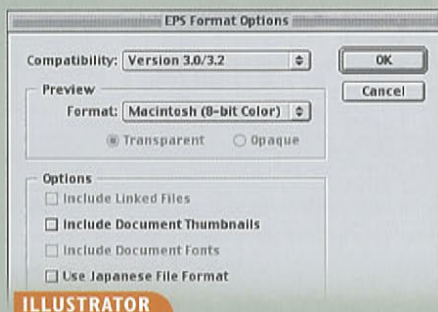 EPS Format Options
Compatibility: Version 3.0/3.2
OK
Preview
Cancel
Format: Macintosh (8-bit Color)
Transparent Opaque
Options
Include Linked Files
Include Document Thumbnails
Include Document Fonts
Use Japanese File Format
ILLUSTRATOR